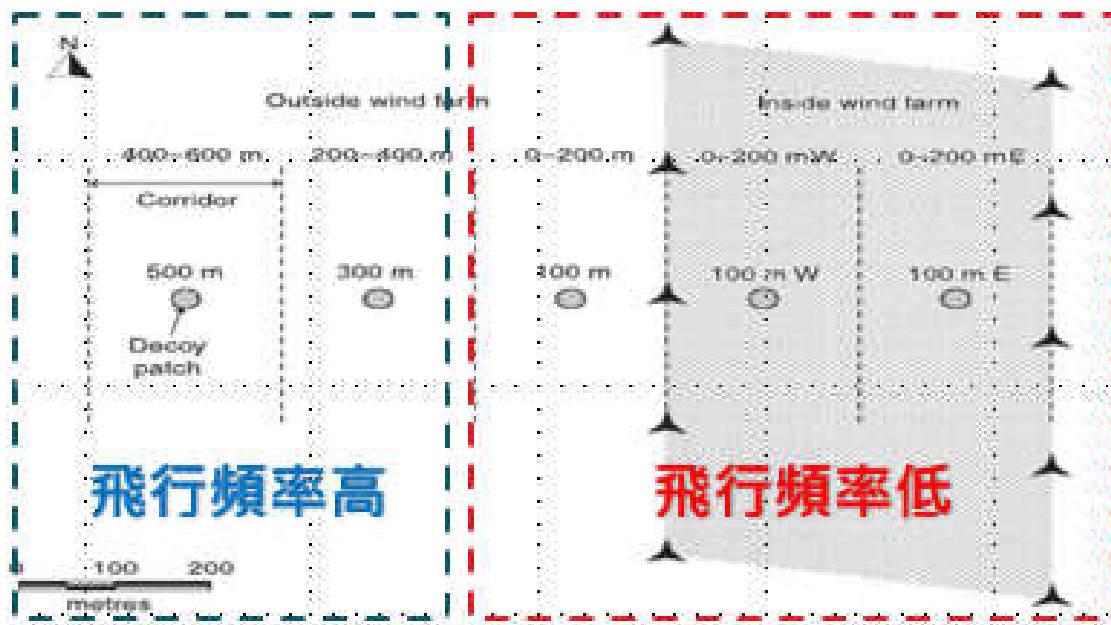 N
Outside wind farm
Inside wind farm
400-600 m
200-400 m
0-200 m
0-200 m W
0-200 m E
Corridor
500 m
300 m
100 m
100 m W
100 m E
Decoy
patch
飛行頻率高
飛行頻率低
0 100 200
metres